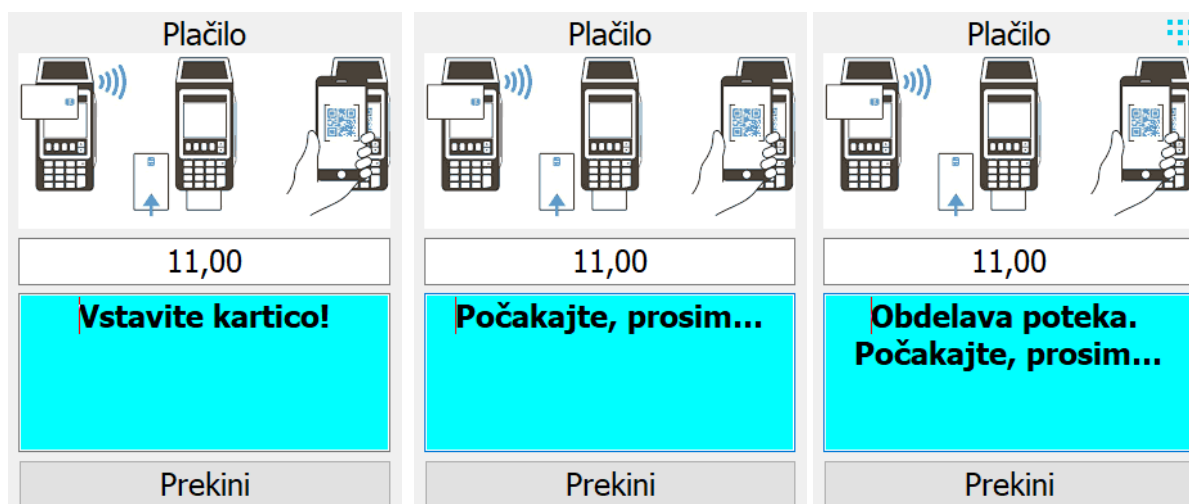 Plačilo
11,00
Vstavite kartico!
Prekini
Plačilo
11,00
Počakajte, prosim...
Prekini
Plačilo
11,00
Obdelava poteka.
Počakajte, prosim...
Prekini